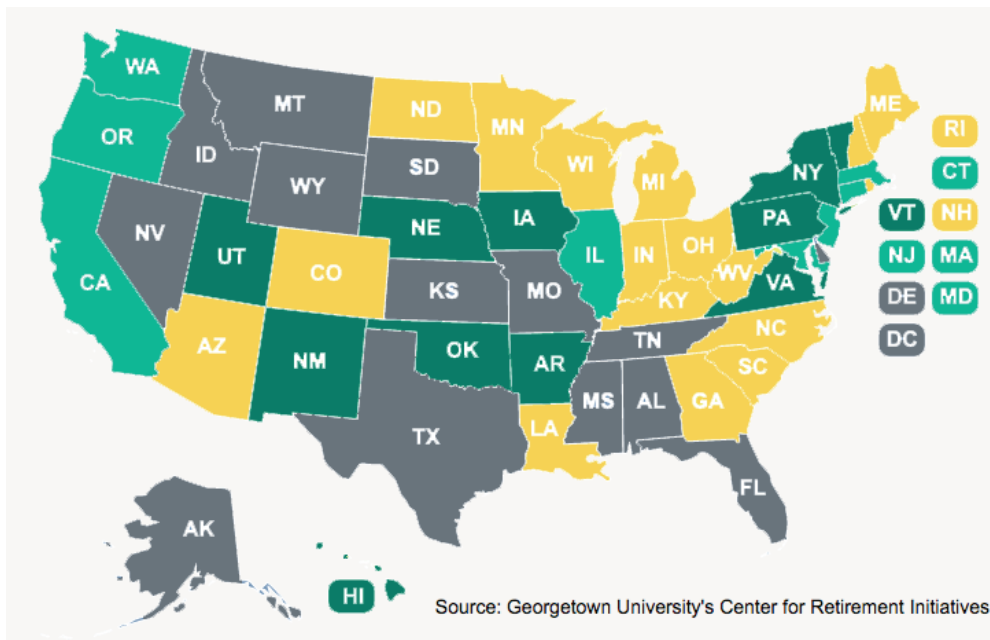 WA
MT
ND
MN
ME
OR
ID
SD
WI
MI
NY
RI
CT
WY
VT
NH
NV
UT
NE
IA
PA
CA
CO
KS
MO
IL
IN
OH
WV
VA
NJ
MA
KY
DE
MD
AZ
NM
OK
AR
TN
NC
DC
SC
TX
LA
MS
AL
GA
FL
AK
HI
Source: Georgetown University's Center for Retirement Initiatives